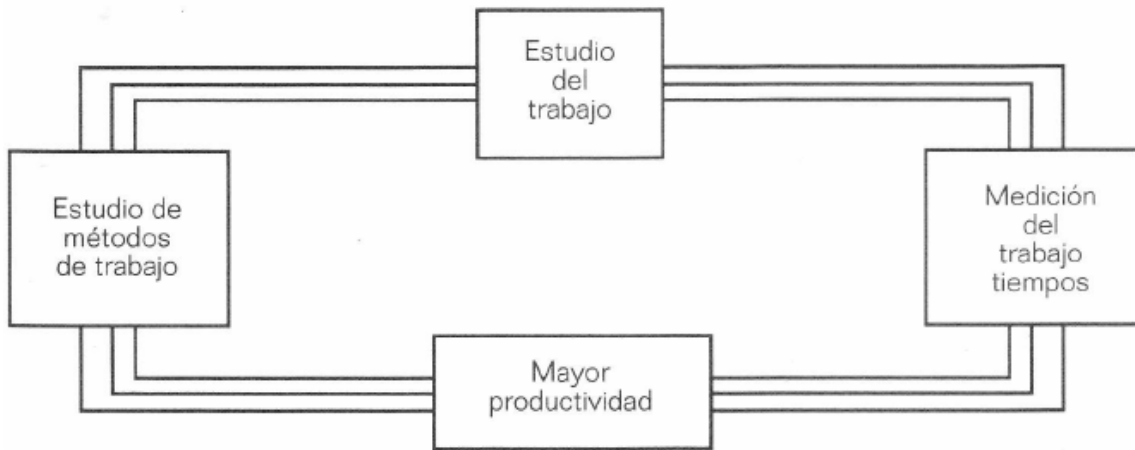 Estudio
del
trabajo
Estudio de
métodos
de trabajo
Medición
del
trabajo
tiempos
Mayor
productividad